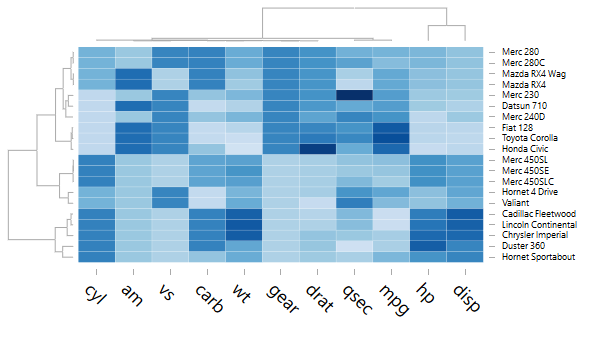 Merc 280
Merc 280C
Mazda RX4 Wag
Mazda RX4
Merc 230
Datsun 710
Merc 240D
Fiat 128
Toyota Corolla
Honda Civic
Merc 450SL
Merc 450SE
Merc 450SLC
Hornet 4 Drive
Valiant
Cadillac Fleetwood
Lincoln Continental
Chrysler Imperial
Duster 360
Hornet Sportabout
cyl am vs carb wt gear drat qsec mpg hp disp